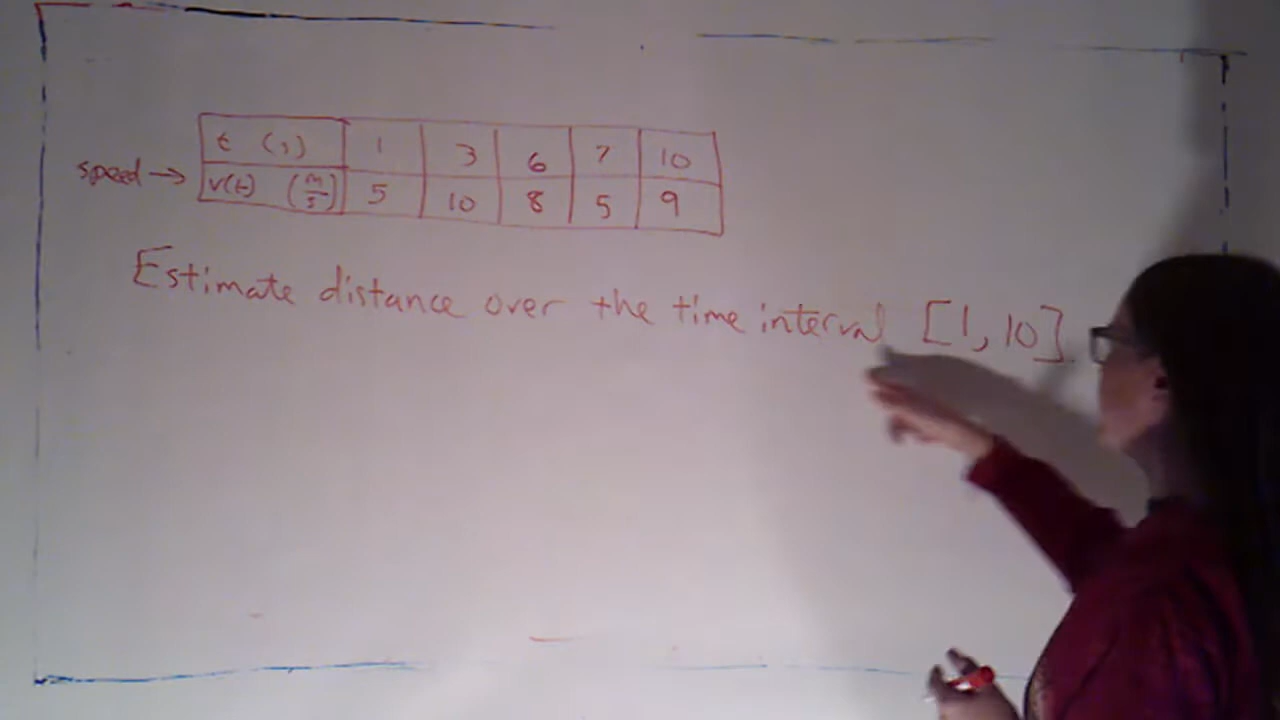 t (s) 1 3 6 7 10
speed → v(t) (m/s) 5 10 8 5 9
Estimate distance over the time interval [1, 10].